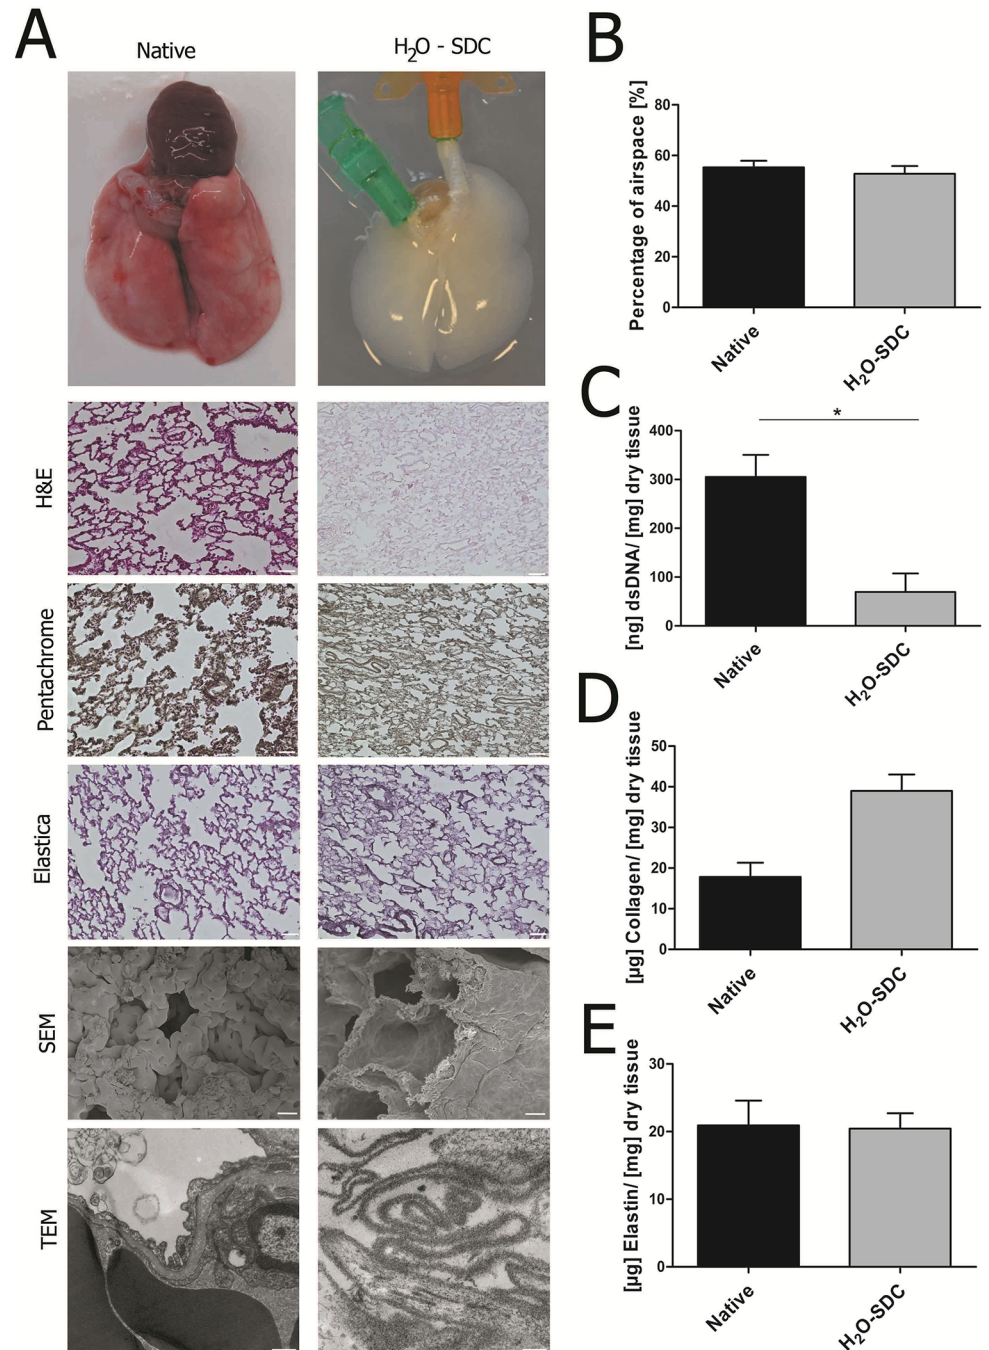 A
Native
H2O - SDC
H&E
Pentachrome
Elastica
SEM
TEM
B
Percentage of airspace [%]
80
60
40
20
0
Native
H2O-SDC
C
[ng] dsDNA/ [mg] dry tissue
400
300
200
100
0
*
Native
H2O-SDC
D
[µg] Collagen/ [mg] dry tissue
50
40
30
20
10
0
Native
H2O-SDC
E
[µg] Elastin/ [mg] dry tissue
30
20
10
0
Native
H2O-SDC